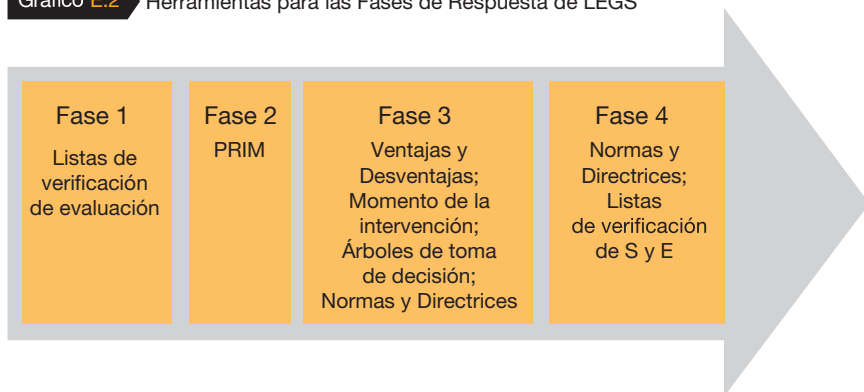 Gráfico E.2 Herramientas para las Fases de Respuesta de LEGS
Fase 1
Listas de
verificación
de evaluación
Fase 2
PRIM
Fase 3
Ventajas y
Desventajas;
Momento de la
intervención;
Árboles de toma
de decisión;
Normas y Directrices
Fase 4
Normas y
Directrices;
Listas
de verificación
de S y E